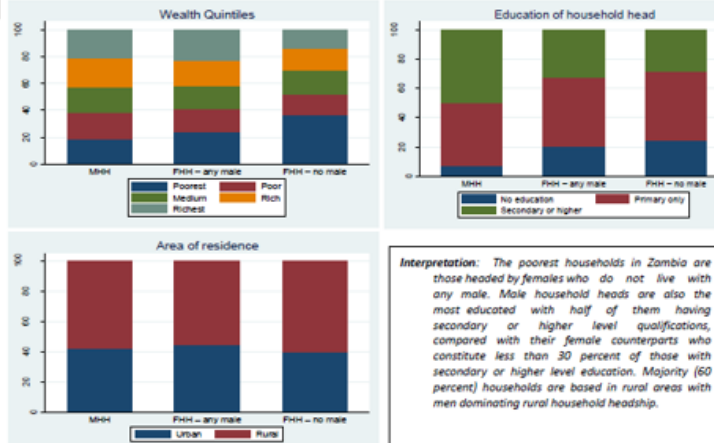 Wealth Quintiles
100
80
60
40
20
0
MHH
FHH – any male
FHH – no male
Poorest
Poor
Medium
Rich
Richest
Education of household head
100
80
60
40
20
0
MHH
FHH – any male
FHH – no male
No education
Primary only
Secondary or higher
Area of residence
100
80
60
40
20
0
MHH
FHH – any male
FHH – no male
Urban
Rural
Interpretation: The poorest households in Zambia are
those headed by females who do not live with
any male. Male household heads are also the
most educated with half of them having
secondary or higher level qualifications,
compared with their female counterparts who
constitute less than 30 percent of those with
secondary or higher level education. Majority (60
percent) households are based in rural areas with
men dominating rural household headship.